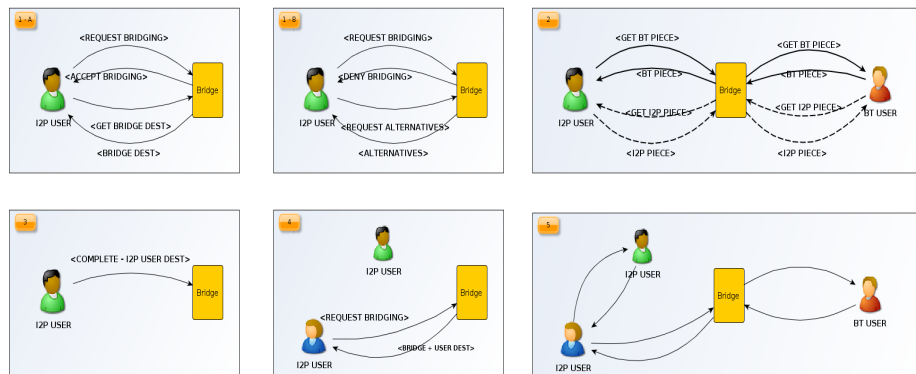 1 - A
<REQUEST BRIDGING>
<ACCEPT BRIDGING>
Bridge
I2P USER
<GET BRIDGE DEST>
<BRIDGE DEST>
1 - B
<REQUEST BRIDGING>
<DENY BRIDGING>
Bridge
I2P USER
<REQUEST ALTERNATIVES>
<ALTERNATIVES>
2
<GET BT PIECE>
<GET BT PIECE>
<BT PIECE>
<BT PIECE>
Bridge
I2P USER
<GET I2P PIECE>
<GET I2P PIECE>
BT USER
<I2P PIECE>
<I2P PIECE>
3
<COMPLETE - I2P USER DEST>
Bridge
I2P USER
4
I2P USER
Bridge
<REQUEST BRIDGING>
<BRIDGE + USER DEST>
I2P USER
5
I2P USER
Bridge
BT USER
I2P USER